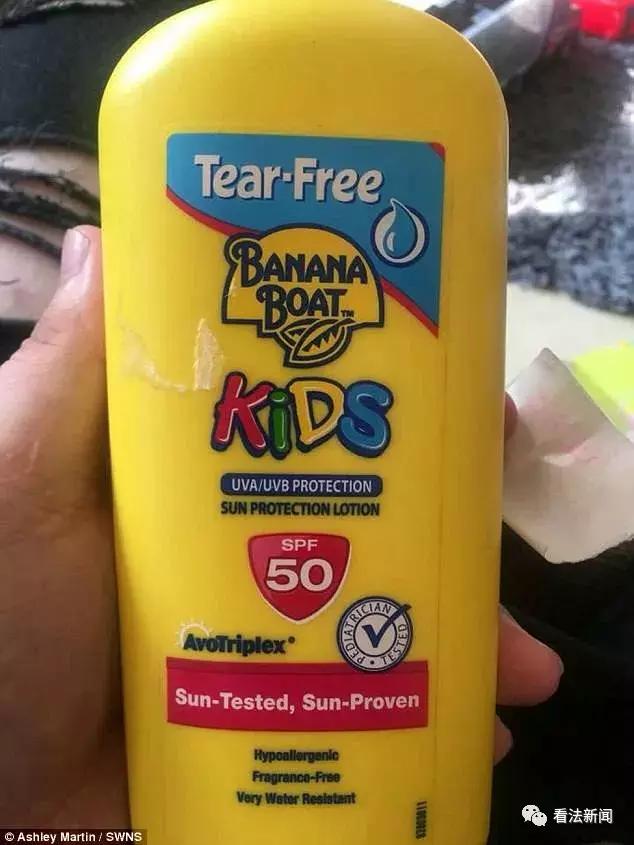 Tear-Free
BANANA
BOAT™
KiDS
UVA/UVB PROTECTION
SUN PROTECTION LOTION
SPF
50
AvoTriplex®
PEDIATRICIAN TESTED
Sun-Tested, Sun-Proven
Hypoallergenic
Fragrance-Free
Very Water Resistant
看法新闻
© Ashley Martin / SWNS